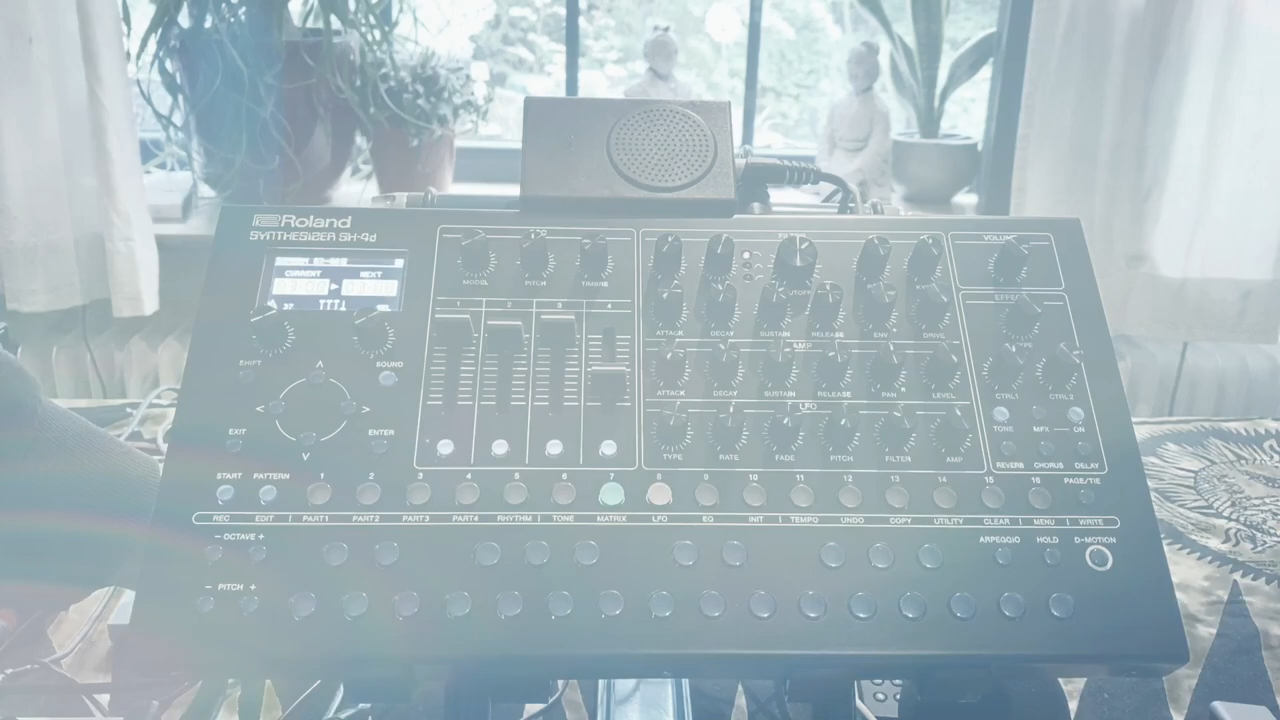 Roland
SYNTHESIZER SH-4d
CURRENT NEXT
SHIFT SOUND
EXIT ENTER
START PATTERN
MODEL PITCH TIMBRE
1 2 3 4
VOLUME
EFFECT
CUTOFF
ATTACK DECAY SUSTAIN RELEASE ENV DRIVE
TYPE
AMP
ATTACK DECAY SUSTAIN RELEASE PAN LEVEL
CTRL1 CTRL2
LFO
TYPE RATE FADE PITCH FILTER AMP
TONE MFX ON
REVERB CHORUS DELAY
1 2 3 4 5 6 7 8 9 10 11 12 13 14 15 16 PAGE/TIE
REC EDIT PART1 PART2 PART3 PART4 RHYTHM TONE MATRIX LFO EQ INIT TEMPO UNDO COPY UTILITY CLEAR MENU WRITE
- OCTAVE +
ARPEGGIO HOLD D-MOTION
- PITCH +